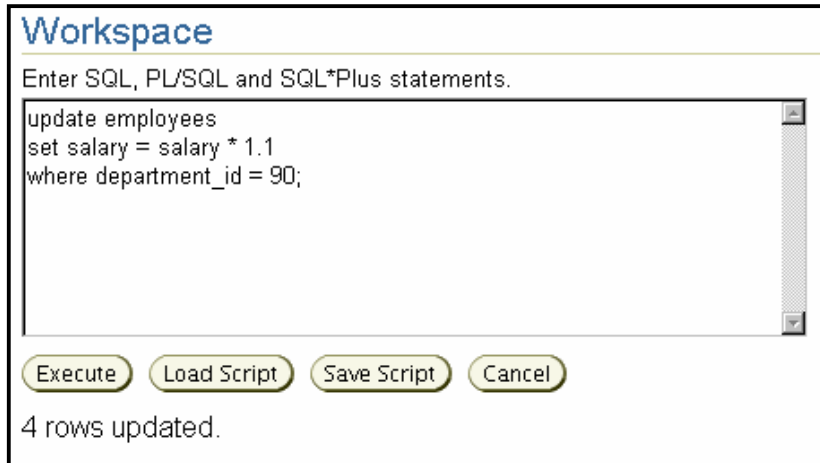 Workspace
Enter SQL, PL/SQL and SQL*Plus statements.
update employees
set salary = salary * 1.1
where department_id = 90;
Execute Load Script Save Script Cancel
4 rows updated.